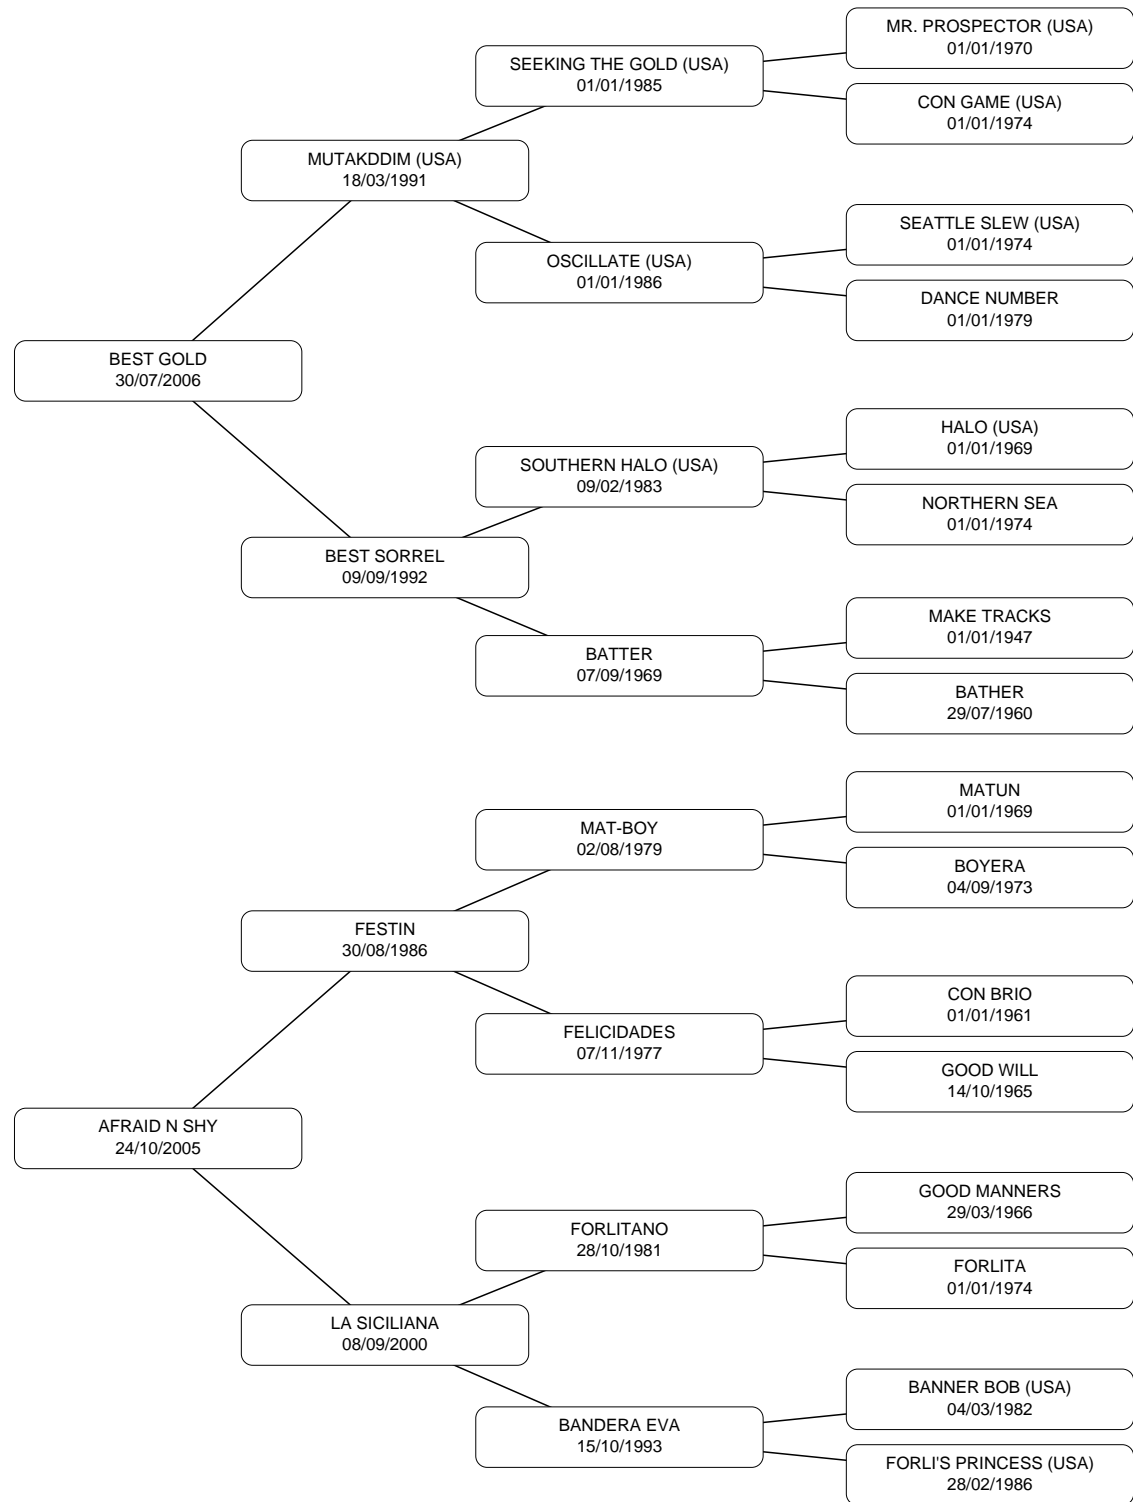 MR. PROSPECTOR (USA)
01/01/1970
SEEKING THE GOLD (USA)
01/01/1985
CON GAME (USA)
01/01/1974
MUTAKDDIM (USA)
18/03/1991
SEATTLE SLEW (USA)
01/01/1974
OSCILLATE (USA)
01/01/1986
DANCE NUMBER
01/01/1979
BEST GOLD
30/07/2006
HALO (USA)
01/01/1969
SOUTHERN HALO (USA)
09/02/1983
NORTHERN SEA
01/01/1974
BEST SORREL
09/09/1992
MAKE TRACKS
01/01/1947
BATTER
07/09/1969
BATHER
29/07/1960
MATUN
01/01/1969
MAT-BOY
02/08/1979
BOYERA
04/09/1973
FESTIN
30/08/1986
CON BRIO
01/01/1961
FELICIDADES
07/11/1977
GOOD WILL
14/10/1965
AFRAID N SHY
24/10/2005
GOOD MANNERS
29/03/1966
FORLITANO
28/10/1981
FORLITA
01/01/1974
LA SICILIANA
08/09/2000
BANNER BOB (USA)
04/03/1982
BANDERA EVA
15/10/1993
FORLI'S PRINCESS (USA)
28/02/1986